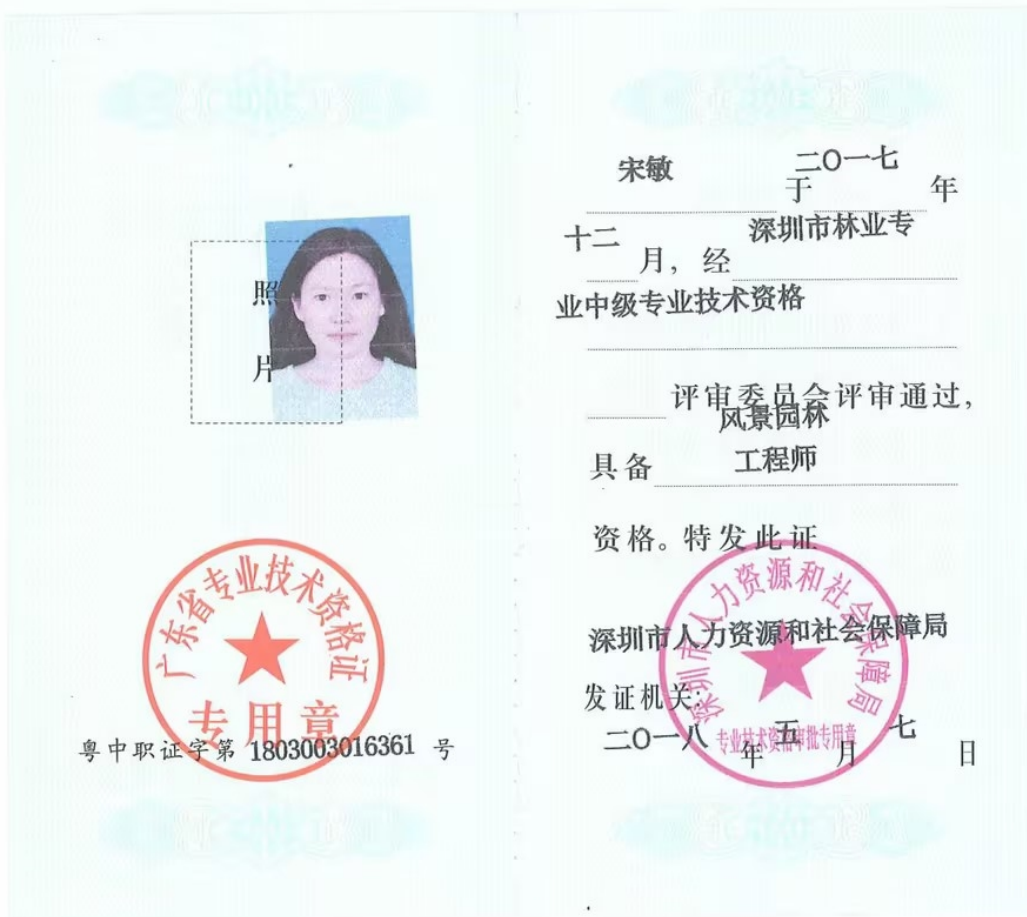 照
片
广东省专业技术资格证
专用章
粤中职证字第 1803003016361 号
宋敏 于 二〇一七 年
十二 月，经 深圳市林业专
业中级专业技术资格
评审委员会评审通过，
风景园林
具备 工程师
资格。特发此证
深圳市人力资源和社会保障局
深圳市人力资源和社会保障局
发证机关：
专业技术资格审批专用章
二〇一八 年 五 月 七 日